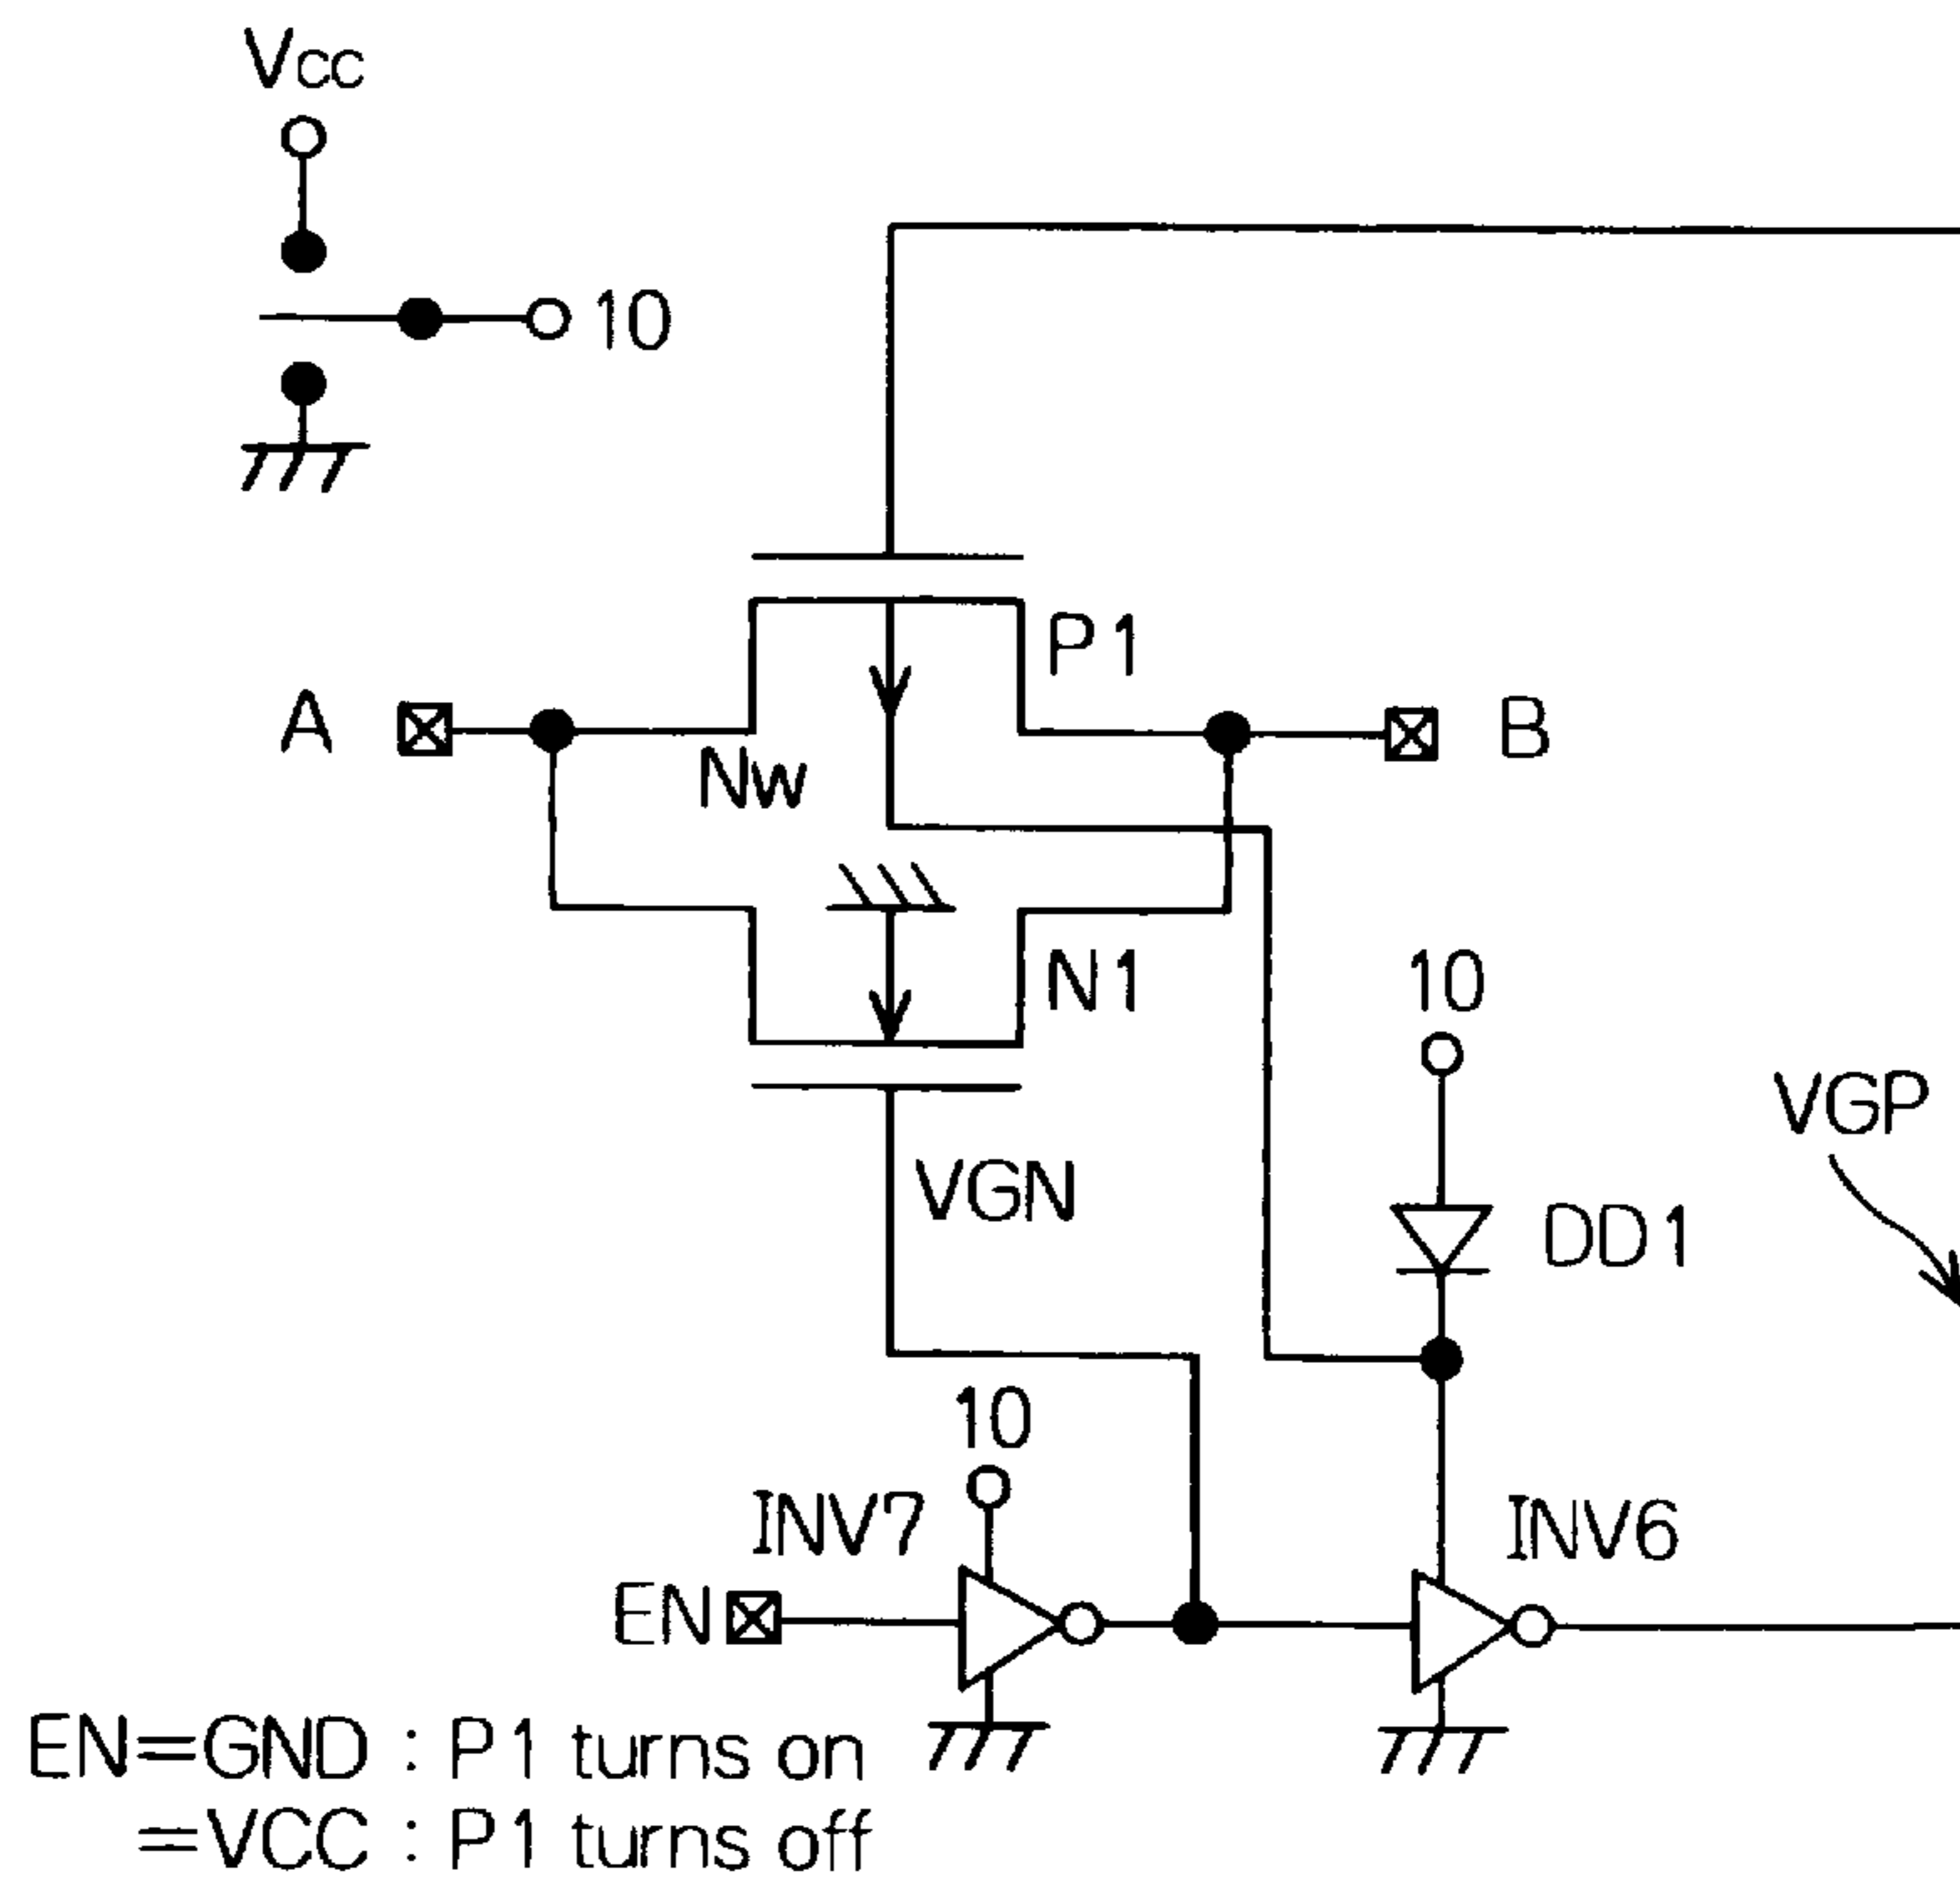 Vcc
10
P1
A
B
Nw
N1
10
VGP
VGN
DD1
10
INV7
INV6
EN
EN=GND : P1 turns on
=VCC : P1 turns off